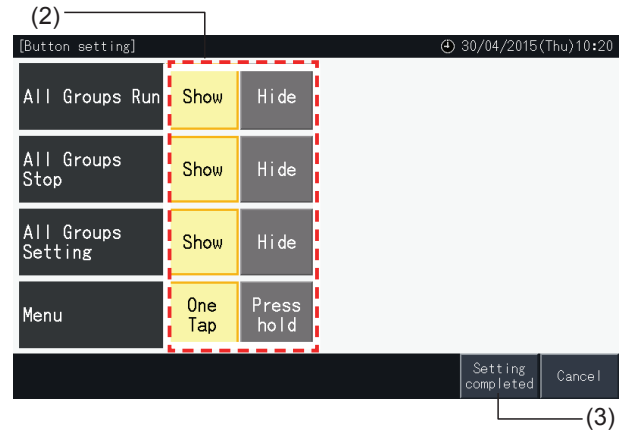 (2)
[Button setting]
30/04/2015(Thu)10:20
All Groups Run
Show
Hide
All Groups
Stop
Show
Hide
All Groups
Setting
Show
Hide
Menu
One
Tap
Press
hold
Setting
completed
Cancel
(3)